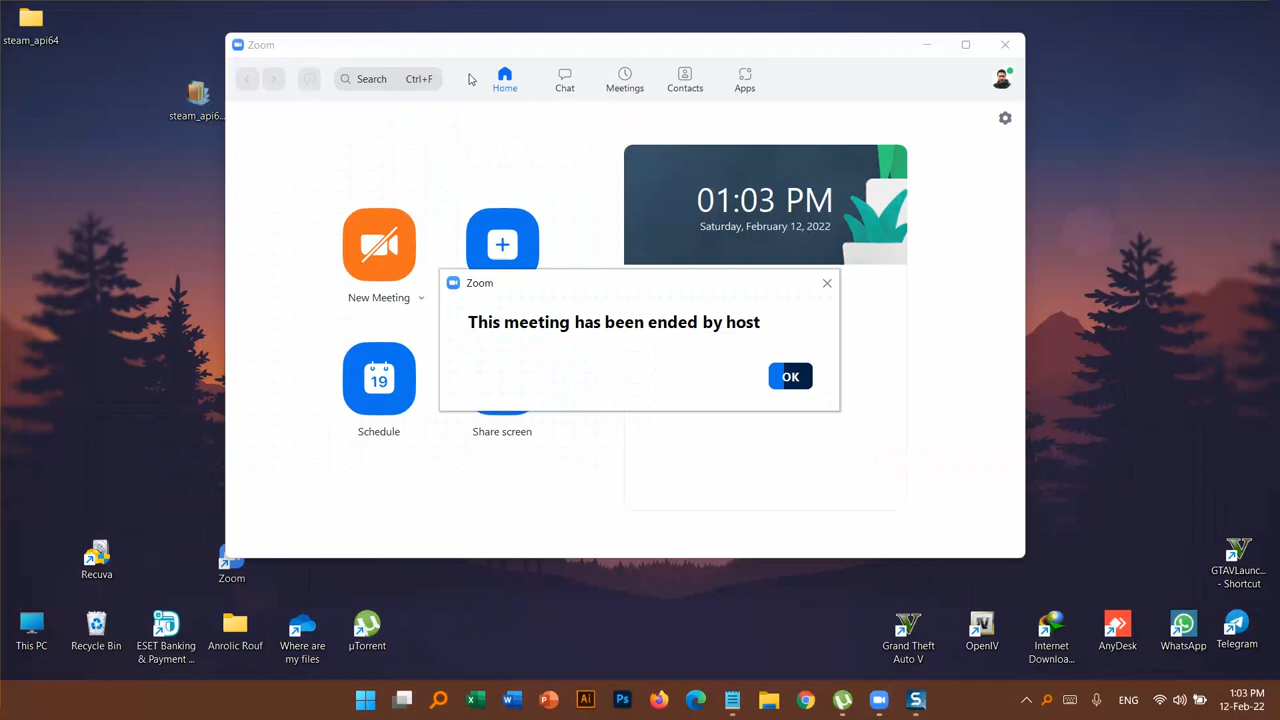 steam_api64
steam_api6...
Zoom
Search Ctrl+F
Home
Chat
Meetings
Contacts
Apps
01:03 PM
Saturday, February 12, 2022
New Meeting
19
Schedule
Share screen
Zoom
This meeting has been ended by host
OK
Recuva
Zoom
GTAVLaunc...
- Shortcut
This PC
Recycle Bin
ESET Banking
& Payment ...
Anrolic Rouf
Where are
my files
µTorrent
Grand Theft
Auto V
OpenIV
Internet
Downloa...
AnyDesk
WhatsApp
Telegram
Ai
Ps
ENG
1:03 PM
12-Feb-22